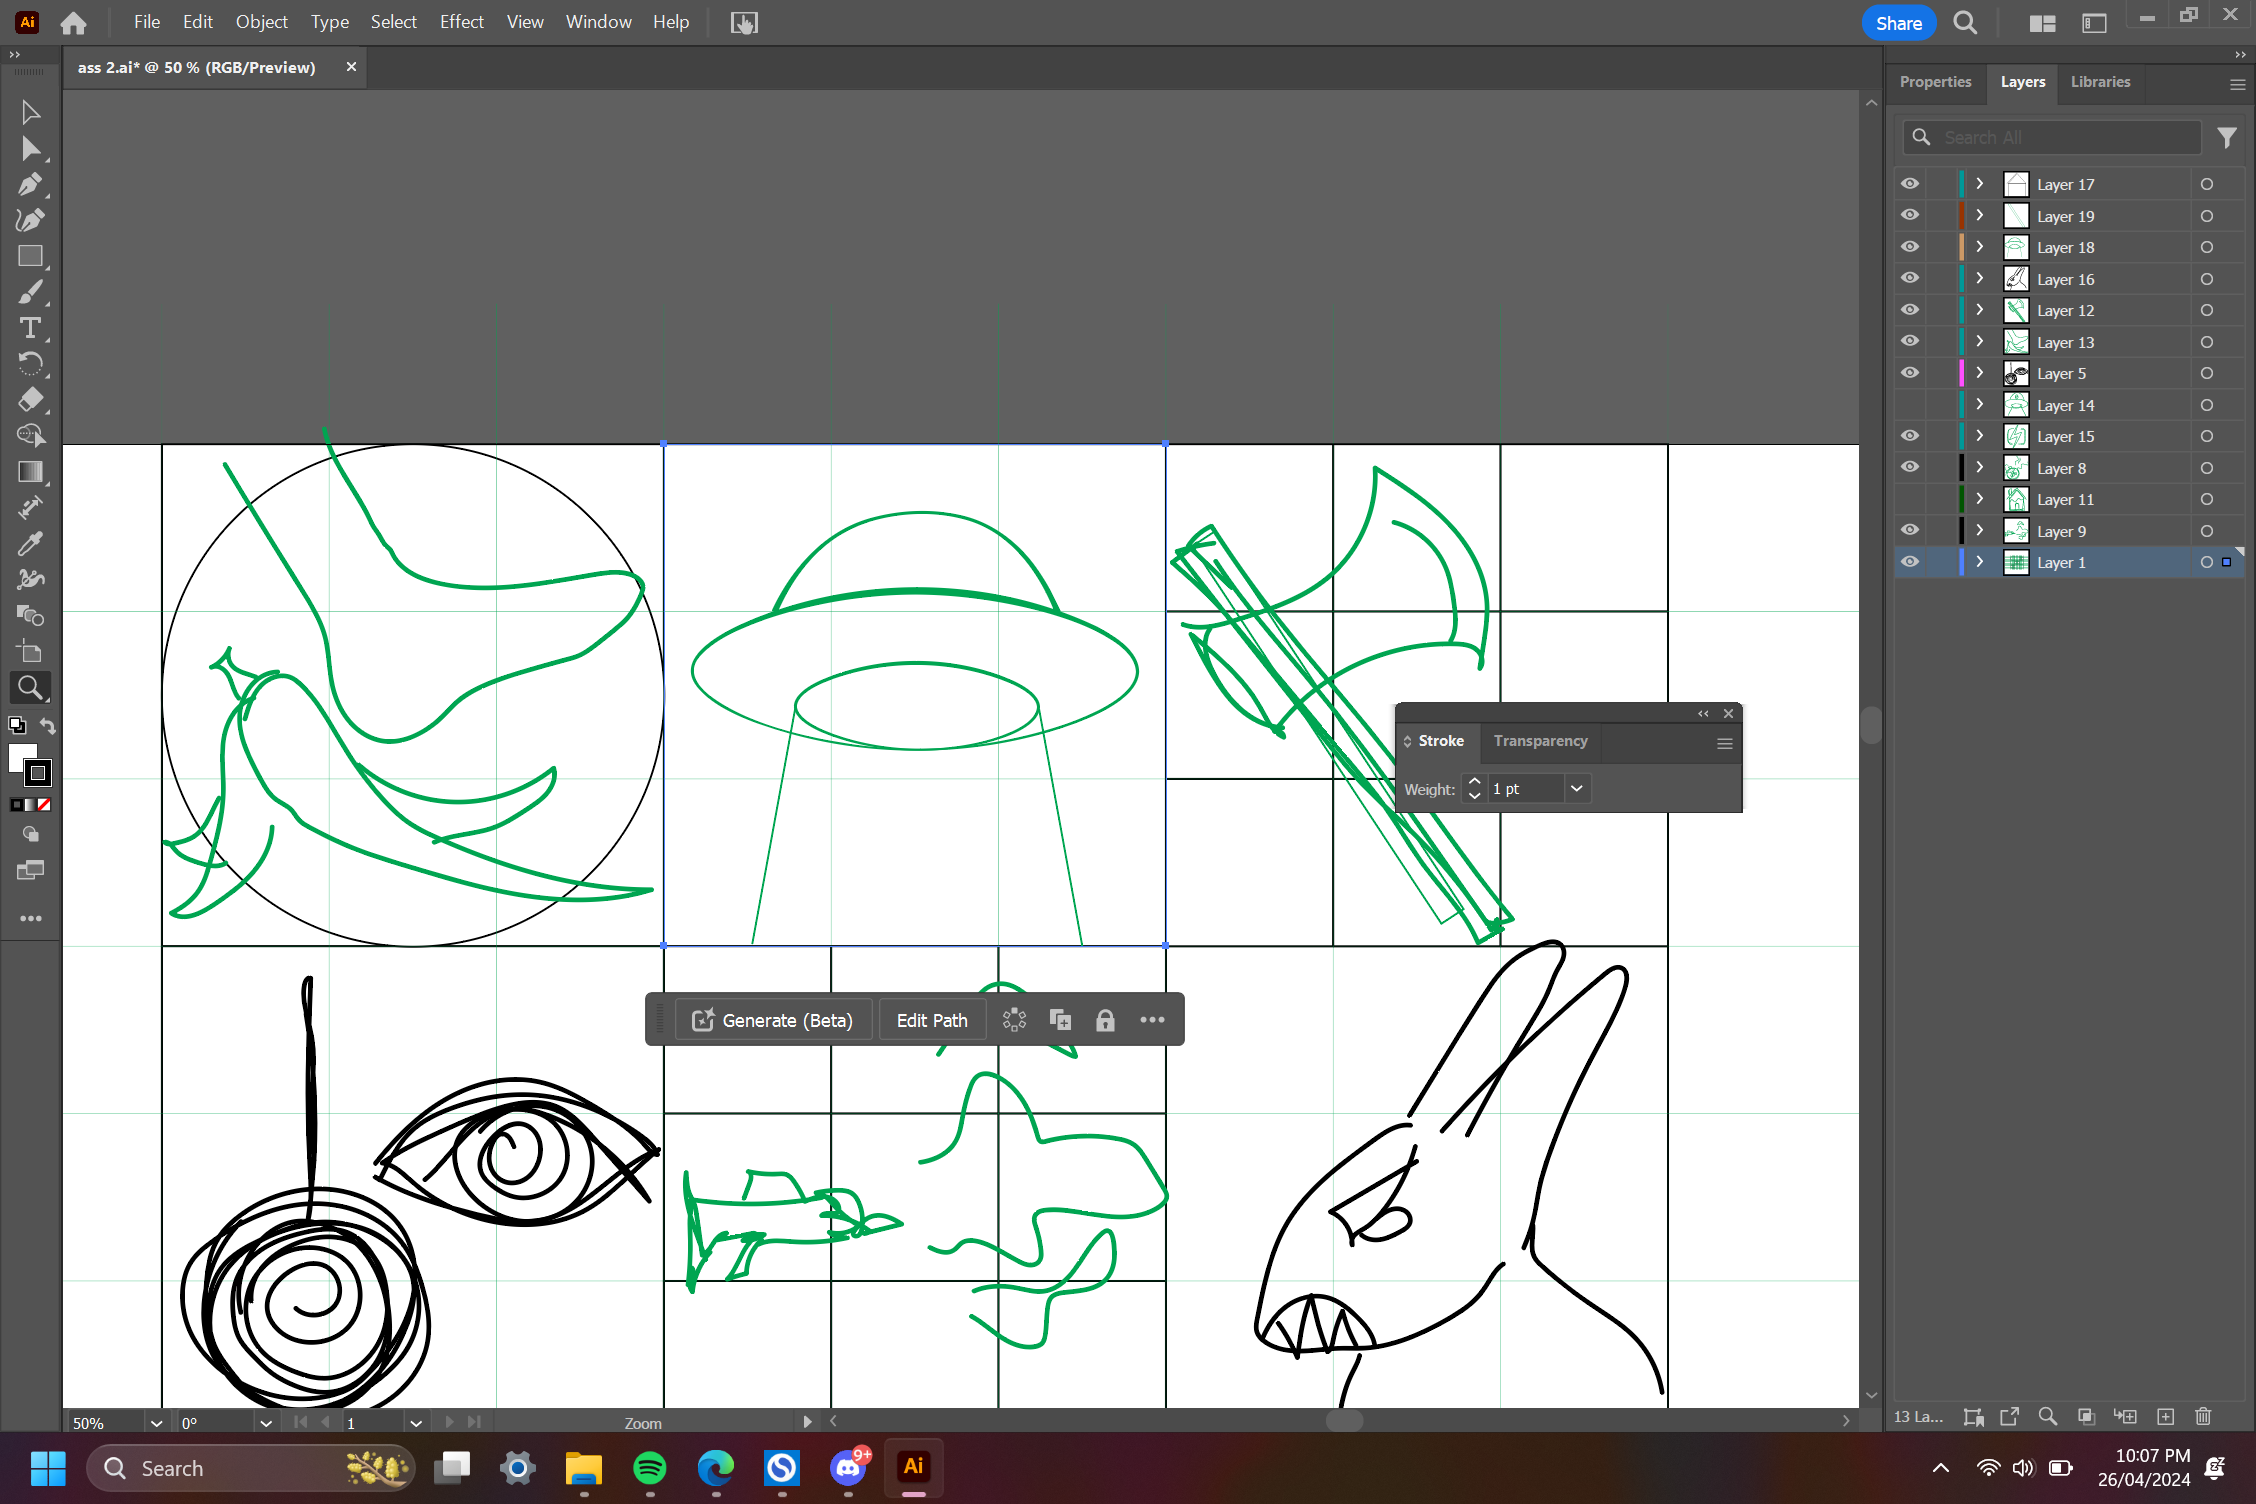 Ai File Edit Object Type Select Effect View Window Help Share
ass 2.ai* @ 50 % (RGB/Preview)
Properties Layers Libraries
Search All
Layer 17
Layer 19
Layer 18
Layer 16
Layer 12
Layer 13
Layer 5
Layer 14
Layer 15
Layer 8
Layer 11
Layer 9
Layer 1
Stroke Transparency
Weight: 1 pt
Generate (Beta) Edit Path
50% 0° 1 Zoom
13 La...
Search
9+
Ai
10:07 PM
26/04/2024